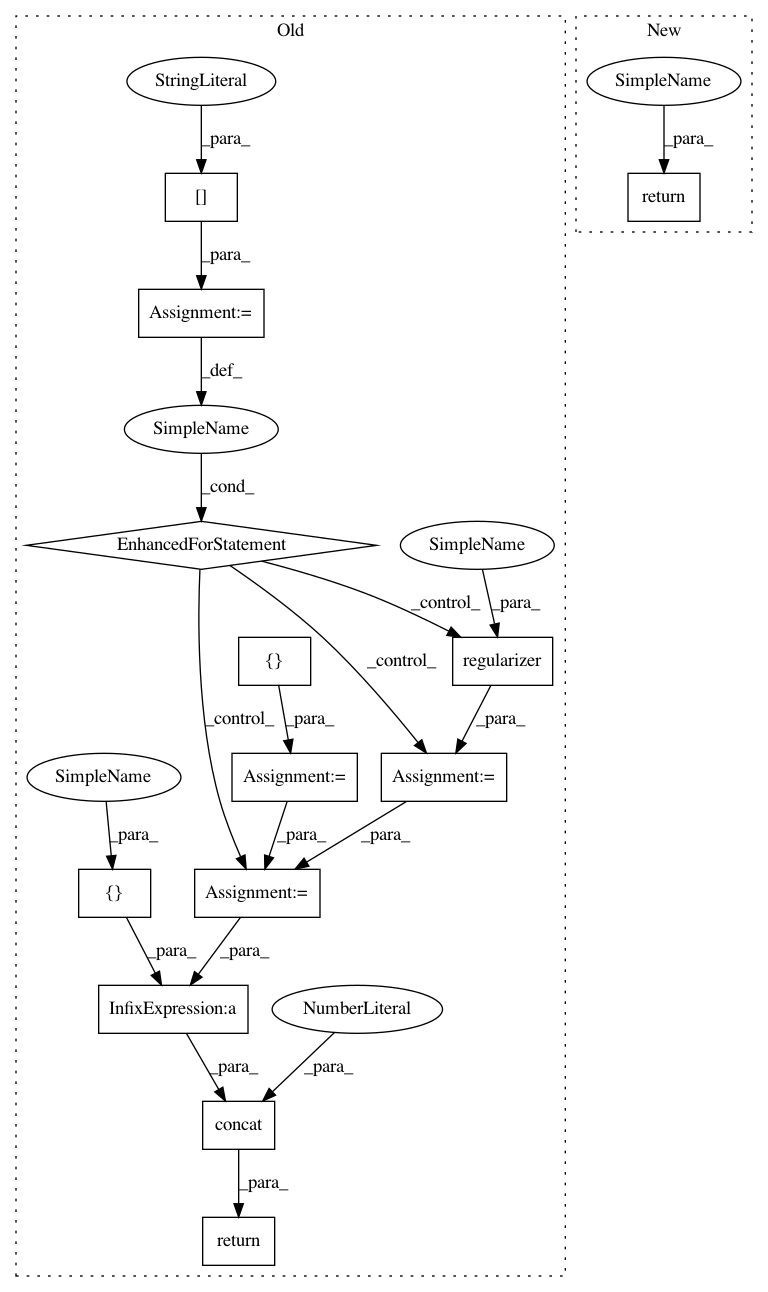 Old
New
StringLiteral
SimpleName
_para_
_para_
[]
return
_para_
Assignment:=
_def_
SimpleName
_cond_
EnhancedForStatement
SimpleName
_control_
_para_
{}
_control_
regularizer
_control_
_para_
_para_
SimpleName
Assignment:=
Assignment:=
_para_
_para_
_para_
{}
Assignment:=
_para_
_para_
InfixExpression:a
NumberLiteral
_para_
_para_
concat
_para_
return